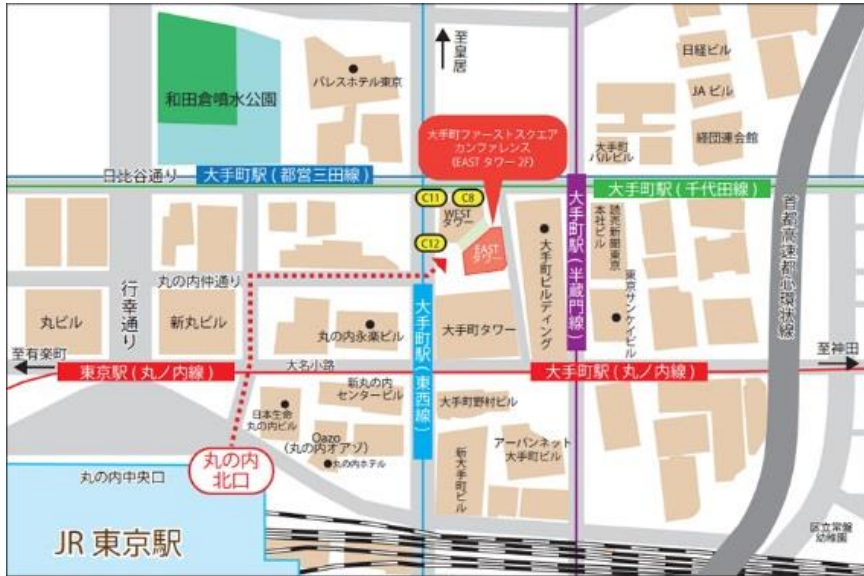 至皇居
日経ビル
JA ビル
経団連会館
パレスホテル東京
和田倉噴水公園
大手町ファーストスクエア
カンファレンス
(EAST タワー 2F)
大手町
パルビル
日比谷通り
大手町駅(都営三田線)
大手町駅(千代田線)
C11
C8
C12
WEST
タワー
EAST
タワー
大手町ビルディング
大手町駅(半蔵門線)
読売新聞東京
本社ビル
東京サンケイビル
首都高速都心環状線
行幸通り
丸の内仲通り
丸ビル
新丸ビル
丸の内永楽ビル
大手町タワー
大手町駅(東西線)
至有楽町
至神田
大名小路
東京駅(丸ノ内線)
大手町駅(丸ノ内線)
新丸の内
センタービル
大手町野村ビル
日本生命
丸の内ビル
Oazo
(丸の内オアゾ)
丸の内ホテル
新大手町ビル
アーバンネット
大手町ビル
丸の内
北口
丸の内中央口
JR 東京駅
区立常盤
幼稚園